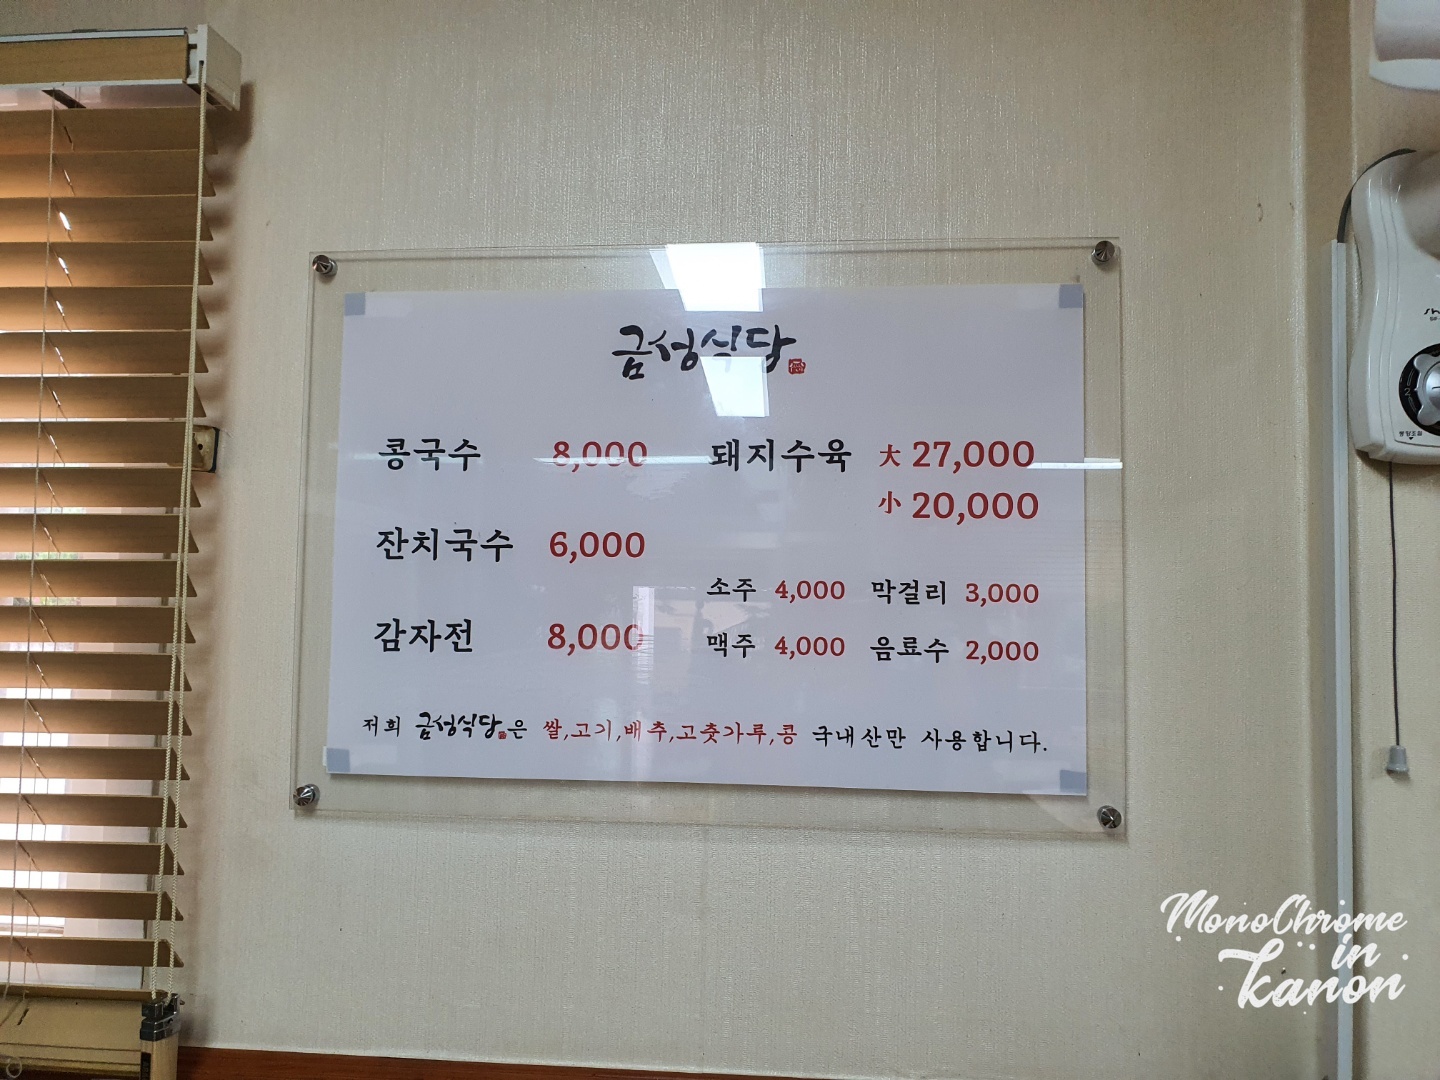 금성식당
콩국수 8,000
잔치국수 6,000
감자전 8,000
돼지수육 大 27,000
小 20,000
소주 4,000 막걸리 3,000
맥주 4,000 음료수 2,000
저희 금성식당은 쌀,고기,배추,고춧가루,콩 국내산만 사용합니다.
MonoChrome
in
Kanon